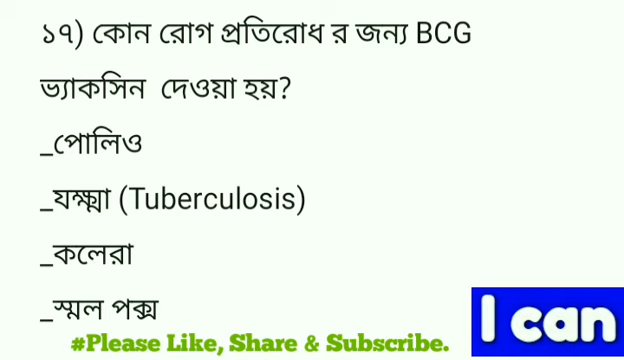 ১৭) কোন রোগ প্রতিরোধ র জন্য BCG
ভ্যাকসিন দেওয়া হয়?
_পোলিও
_যক্ষ্মা (Tuberculosis)
_কলেরা
_স্মল পক্স
#Please Like, Share & Subscribe.
I can